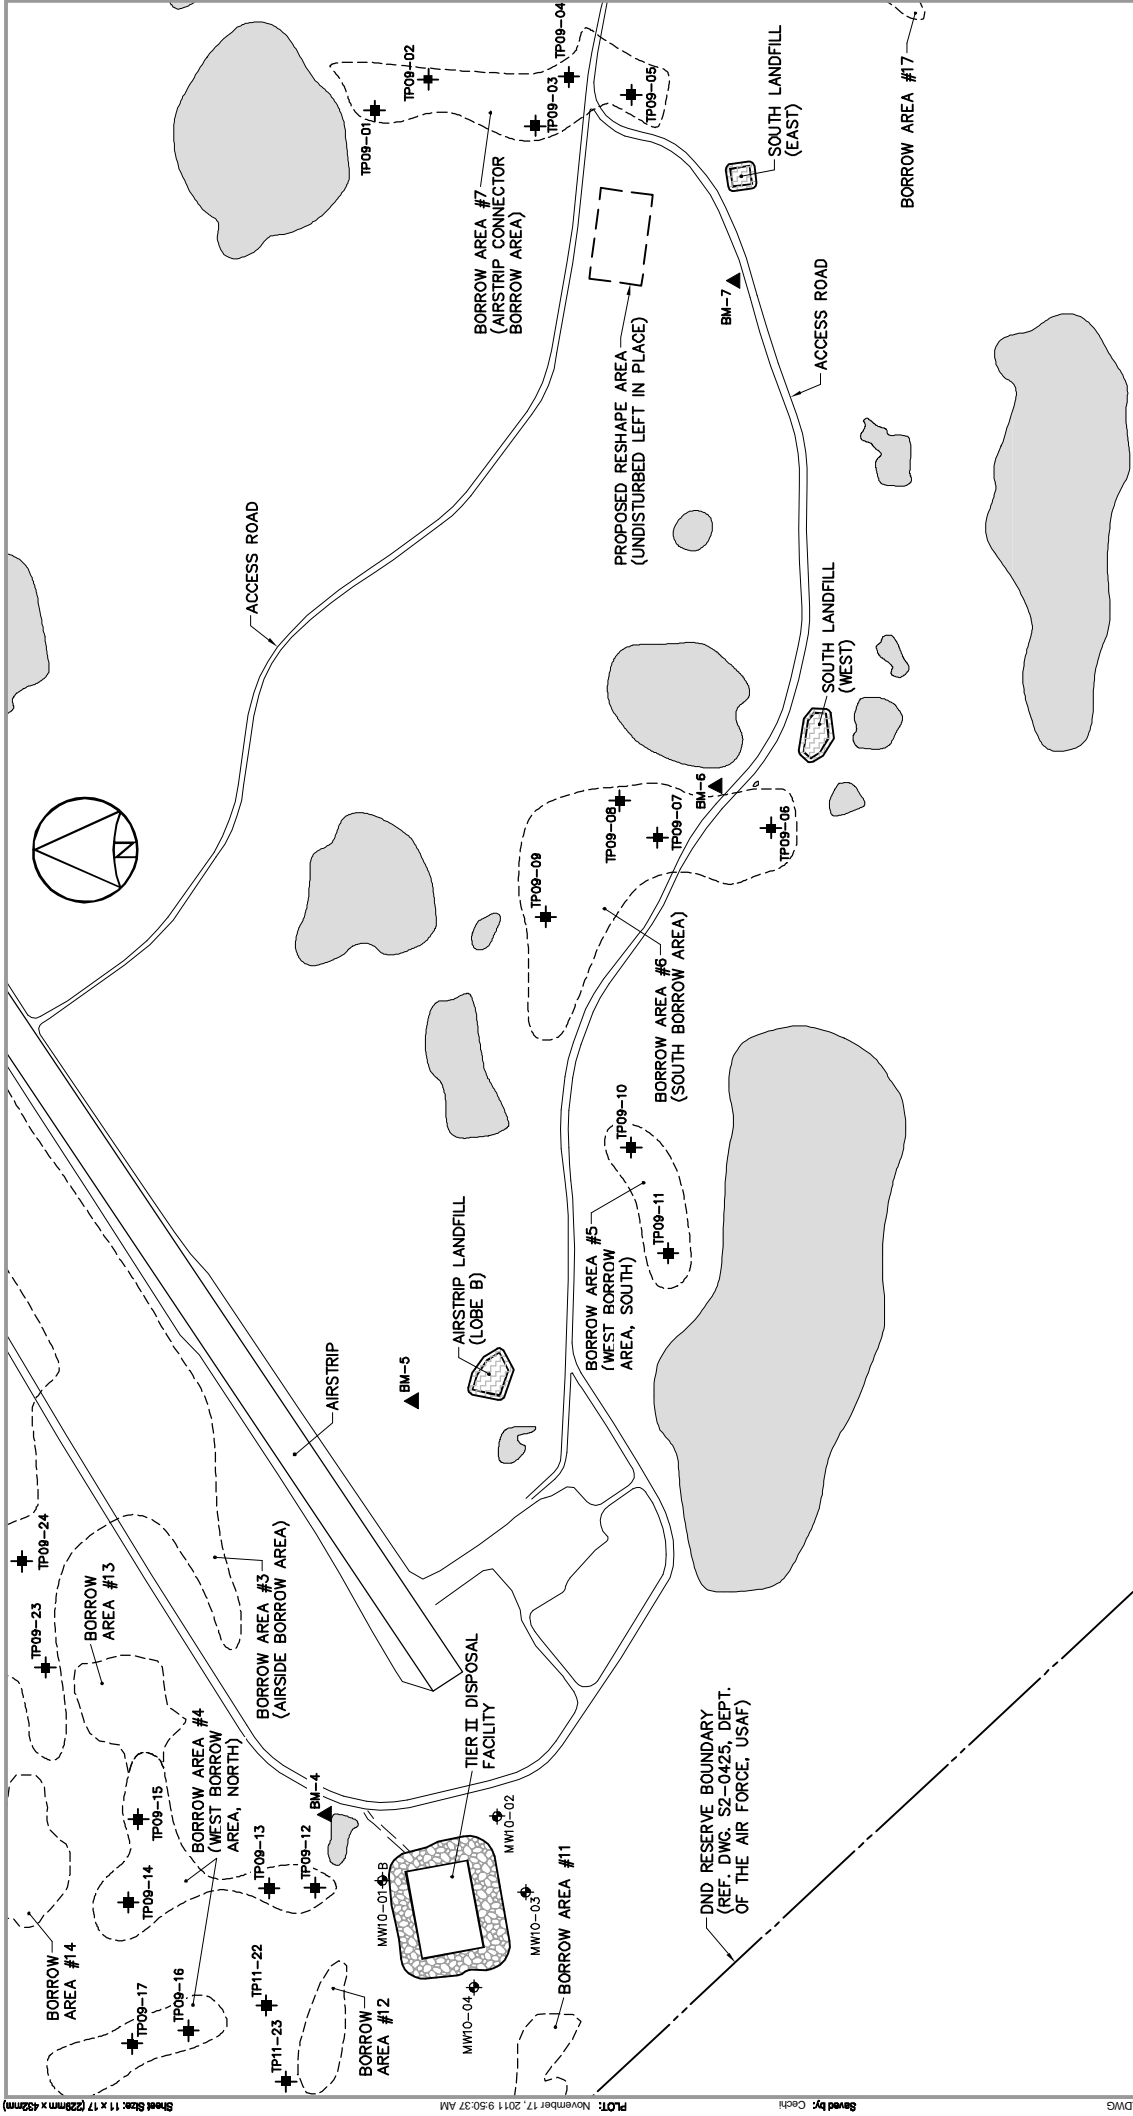 TP09-04
TP09-02
TP09-03
TP09-05
TP09-01
BORROW AREA #7
(AIRSTRIP CONNECTOR
BORROW AREA)
SOUTH LANDFILL
(EAST)
BORROW AREA #17
PROPOSED RESHAPE AREA
(UNDISTURBED LEFT IN PLACE)
BM-7
ACCESS ROAD
ACCESS ROAD
SOUTH LANDFILL
(WEST)
N
BM-6
TP09-08
TP09-07
TP09-06
TP09-09
BORROW AREA #6
(SOUTH BORROW AREA)
TP09-10
TP09-11
BORROW AREA #5
(WEST BORROW
AREA, SOUTH)
AIRSTRIP LANDFILL
(LOBE B)
BM-5
AIRSTRIP
TP09-24
TP09-23
BORROW
AREA #13
BORROW AREA #3
(AIRSIDE BORROW AREA)
BORROW AREA #4
(WEST BORROW
AREA, NORTH)
TIER II DISPOSAL
FACILITY
BM-4
TP09-15
TP09-14
TP09-13
TP09-12
MW10-01-B
MW10-02
MW10-03
MW10-04
BORROW AREA #11
DND RESERVE BOUNDARY
(REF. DWG. S2-0425, DEPT.
OF THE AIR FORCE, USAF)
BORROW
AREA #14
TP09-17
TP09-16
TP11-22
TP11-23
BORROW
AREA #12
Sheet Size: 11 x 17 (229mm x 432mm)
PLOT: November 17, 2011 9:50:37 AM
Saved by: Cechi
DWG